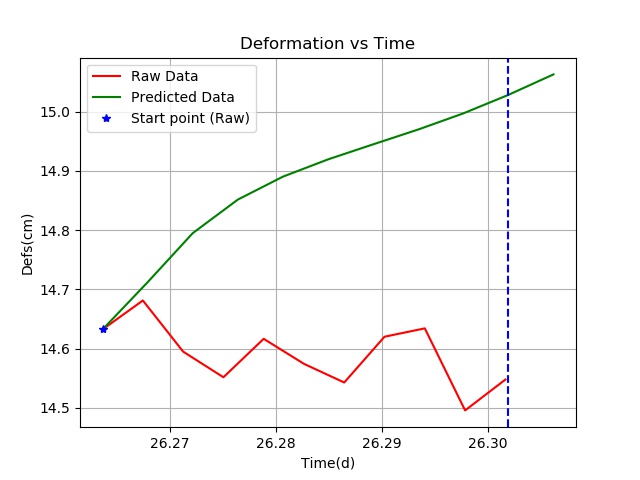 Deformation vs Time
Raw Data
Predicted Data
Start point (Raw)
Defs(cm)
15.0
14.9
14.8
14.7
14.6
14.5
26.27 26.28 26.29 26.30
Time(d)